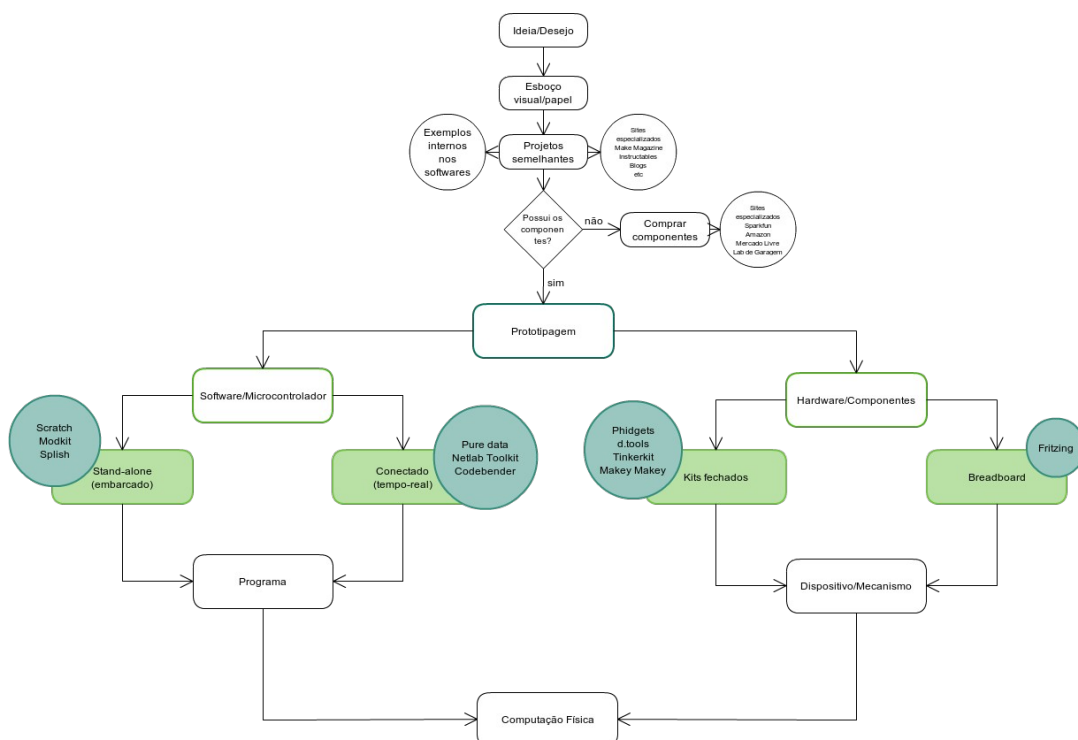 Ideia/Desejo
Esboço
visual/papel
Exemplos
internos
nos
softwares
Projetos
semelhantes
Sites
especializados
Make Magazine
Instructables
Blogs
etc
Possui os
componen
tes?
não
Comprar
componentes
Sites
especializados
Sparkfun
Amazon
Mercado Livre
Lab de Garagem
sim
Prototipagem
Software/Microcontrolador
Hardware/Componentes
Scratch
Modkit
Splish
Stand-alone
(embarcado)
Conectado
(tempo-real)
Pure data
Netlab Toolkit
Codebender
Phidgets
d.tools
Tinkerkit
Makey Makey
Kits fechados
Breadboard
Fritzing
Programa
Dispositivo/Mecanismo
Computação Física